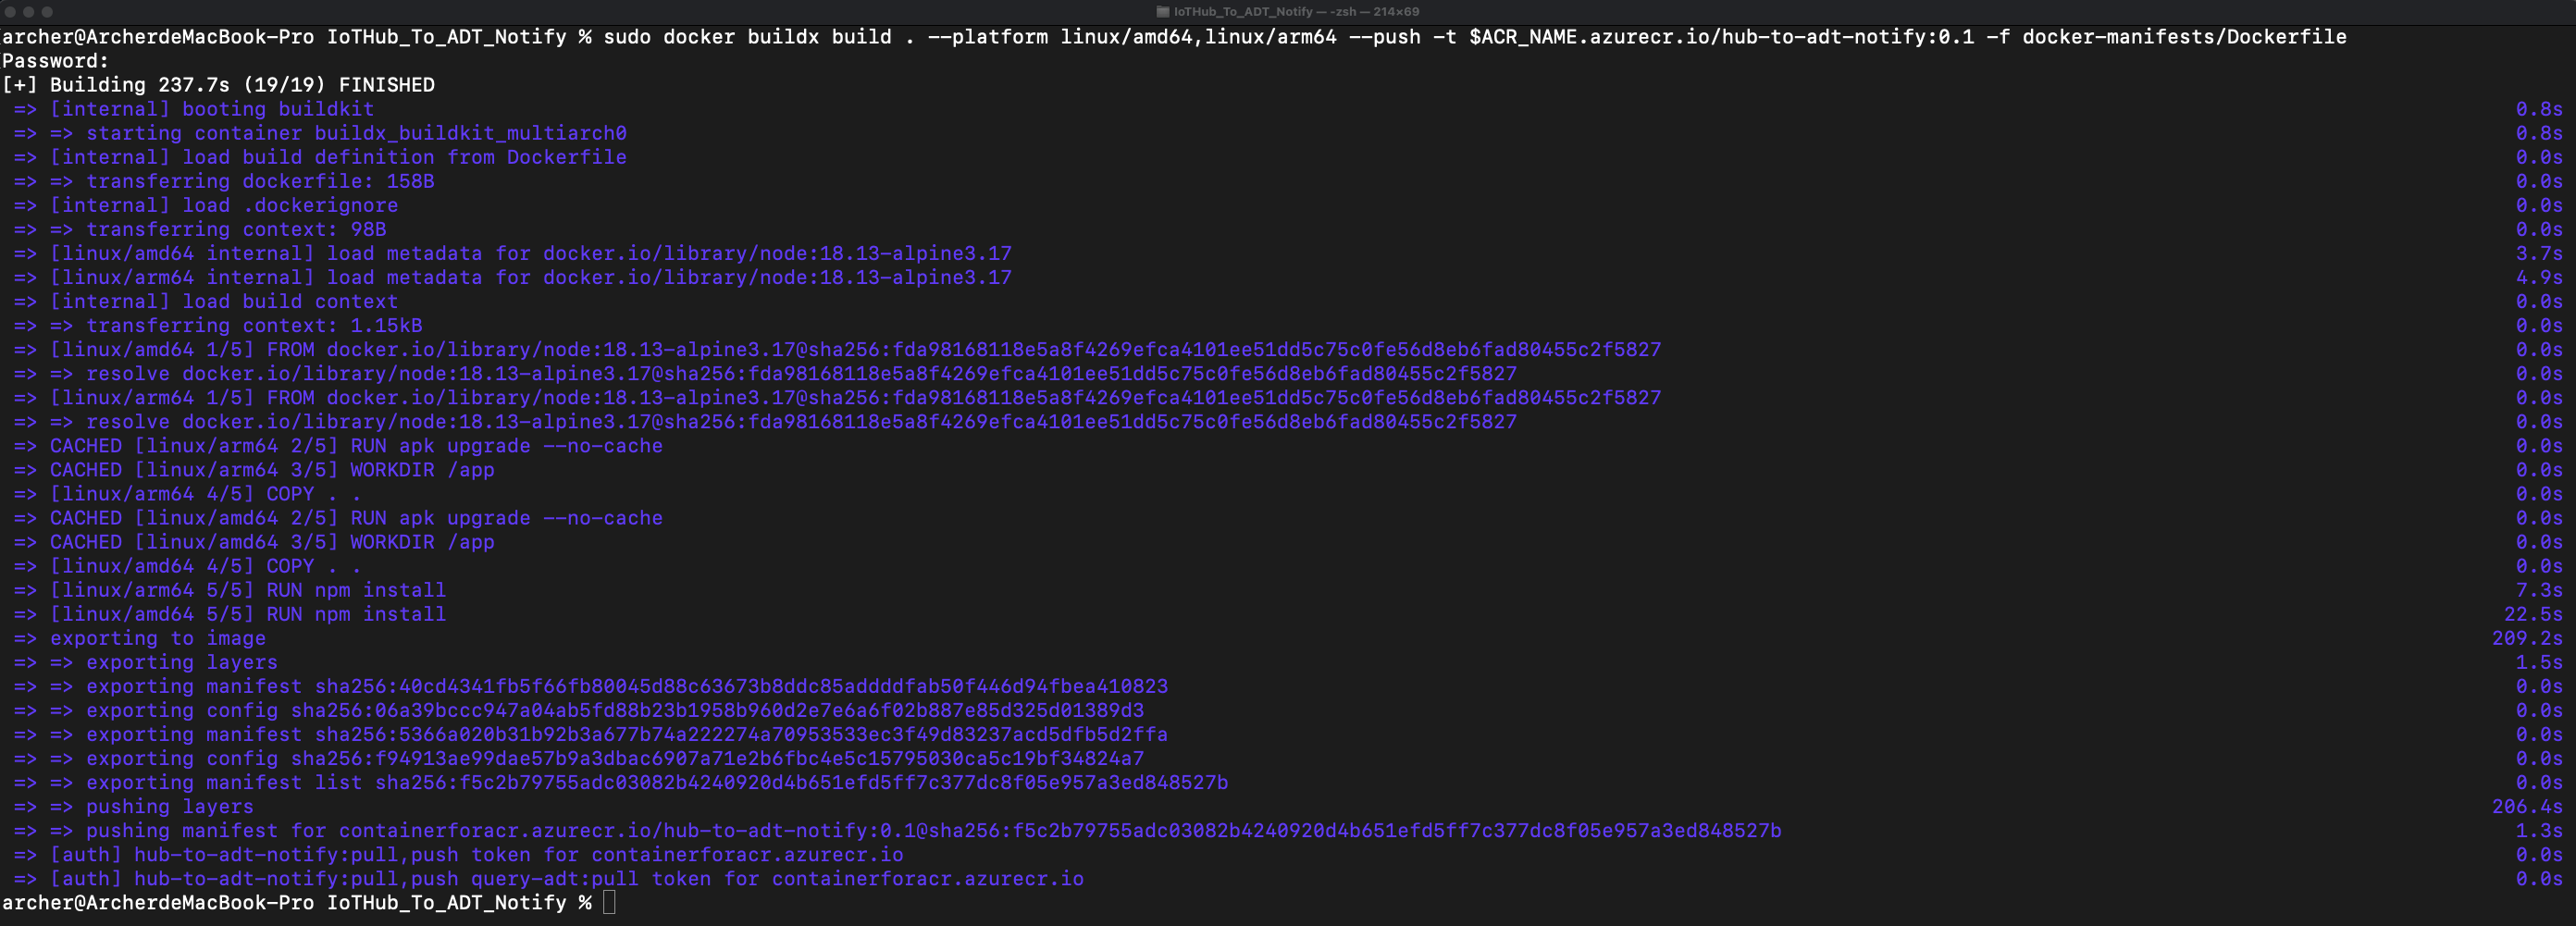 IoTHub_To_ADT_Notify — -zsh — 214×69
archer@ArcherdeMacBook-Pro IoTHub_To_ADT_Notify % sudo docker buildx build . --platform linux/amd64,linux/arm64 --push -t $ACR_NAME.azurecr.io/hub-to-adt-notify:0.1 -f docker-manifests/Dockerfile
Password:
[+] Building 237.7s (19/19) FINISHED
=> [internal] booting buildkit 0.8s
=> => starting container buildx_buildkit_multiarch0 0.8s
=> [internal] load build definition from Dockerfile 0.0s
=> => transferring dockerfile: 158B 0.0s
=> [internal] load .dockerignore 0.0s
=> => transferring context: 98B 0.0s
=> [linux/amd64 internal] load metadata for docker.io/library/node:18.13-alpine3.17 3.7s
=> [linux/arm64 internal] load metadata for docker.io/library/node:18.13-alpine3.17 4.9s
=> [internal] load build context 0.0s
=> => transferring context: 1.15kB 0.0s
=> [linux/amd64 1/5] FROM docker.io/library/node:18.13-alpine3.17@sha256:fda98168118e5a8f4269efca4101ee51dd5c75c0fe56d8eb6fad80455c2f5827 0.0s
=> => resolve docker.io/library/node:18.13-alpine3.17@sha256:fda98168118e5a8f4269efca4101ee51dd5c75c0fe56d8eb6fad80455c2f5827 0.0s
=> [linux/arm64 1/5] FROM docker.io/library/node:18.13-alpine3.17@sha256:fda98168118e5a8f4269efca4101ee51dd5c75c0fe56d8eb6fad80455c2f5827 0.0s
=> => resolve docker.io/library/node:18.13-alpine3.17@sha256:fda98168118e5a8f4269efca4101ee51dd5c75c0fe56d8eb6fad80455c2f5827 0.0s
=> CACHED [linux/arm64 2/5] RUN apk upgrade --no-cache 0.0s
=> CACHED [linux/arm64 3/5] WORKDIR /app 0.0s
=> [linux/arm64 4/5] COPY . . 0.0s
=> CACHED [linux/amd64 2/5] RUN apk upgrade --no-cache 0.0s
=> CACHED [linux/amd64 3/5] WORKDIR /app 0.0s
=> [linux/amd64 4/5] COPY . . 0.0s
=> [linux/arm64 5/5] RUN npm install 7.3s
=> [linux/amd64 5/5] RUN npm install 22.5s
=> exporting to image 209.2s
=> => exporting layers 1.5s
=> => exporting manifest sha256:40cd4341fb5f66fb80045d88c63673b8ddc85addddfab50f446d94fbea410823 0.0s
=> => exporting config sha256:06a39bccc947a04ab5fd88b23b1958b960d2e7e6a6f02b887e85d325d01389d3 0.0s
=> => exporting manifest sha256:5366a020b31b92b3a677b74a222274a70953533ec3f49d83237acd5dfb5d2ffa 0.0s
=> => exporting config sha256:f94913ae99dae57b9a3dbac6907a71e2b6fbc4e5c15795030ca5c19bf34824a7 0.0s
=> => exporting manifest list sha256:f5c2b79755adc03082b4240920d4b651efd5ff7c377dc8f05e957a3ed848527b 0.0s
=> => pushing layers 206.4s
=> => pushing manifest for containerforacr.azurecr.io/hub-to-adt-notify:0.1@sha256:f5c2b79755adc03082b4240920d4b651efd5ff7c377dc8f05e957a3ed848527b 1.3s
=> [auth] hub-to-adt-notify:pull,push token for containerforacr.azurecr.io 0.0s
=> [auth] hub-to-adt-notify:pull,push query-adt:pull token for containerforacr.azurecr.io 0.0s
archer@ArcherdeMacBook-Pro IoTHub_To_ADT_Notify %